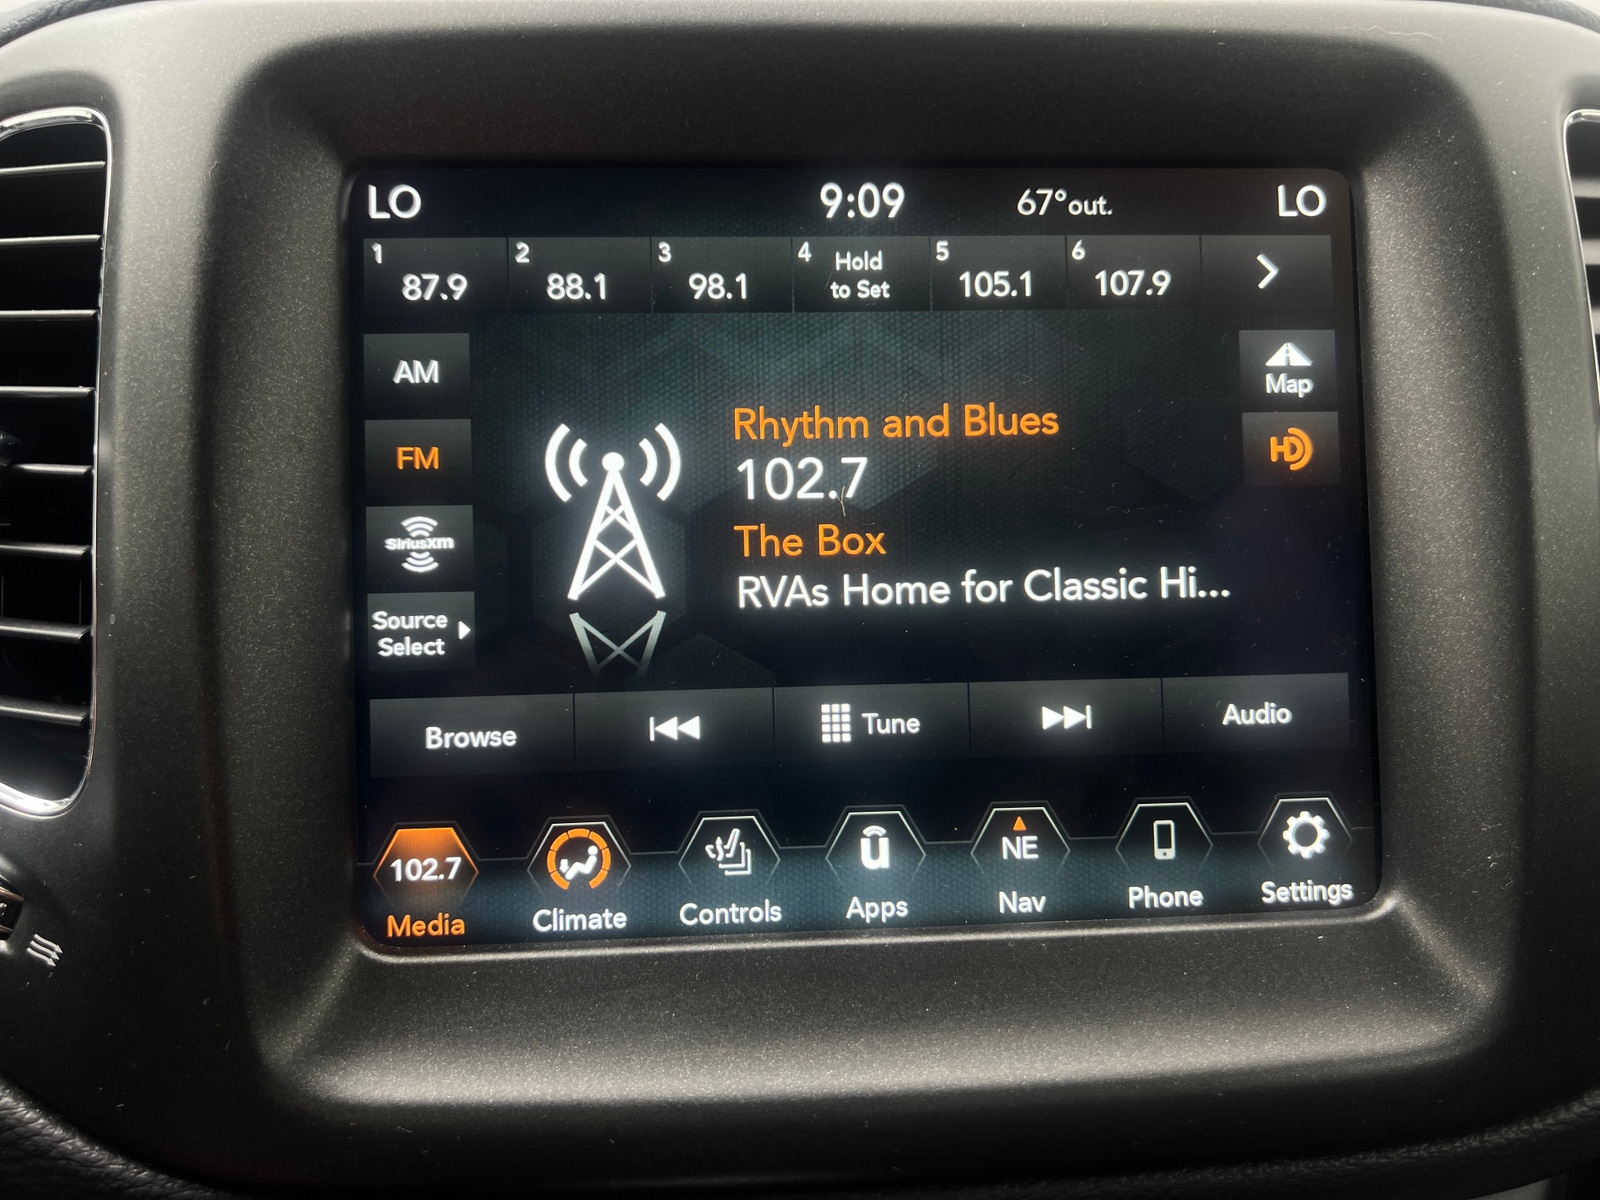 LO 9:09 67°out. LO
1 87.9 2 88.1 3 98.1 4 Hold to Set 5 105.1 6 107.9
AM
Map
FM
HD
SiriusXm
Source
Select
Rhythm and Blues
102.7
The Box
RVAs Home for Classic Hi...
Browse Tune Audio
102.7 u NE
Media Climate Controls Apps Nav Phone Settings